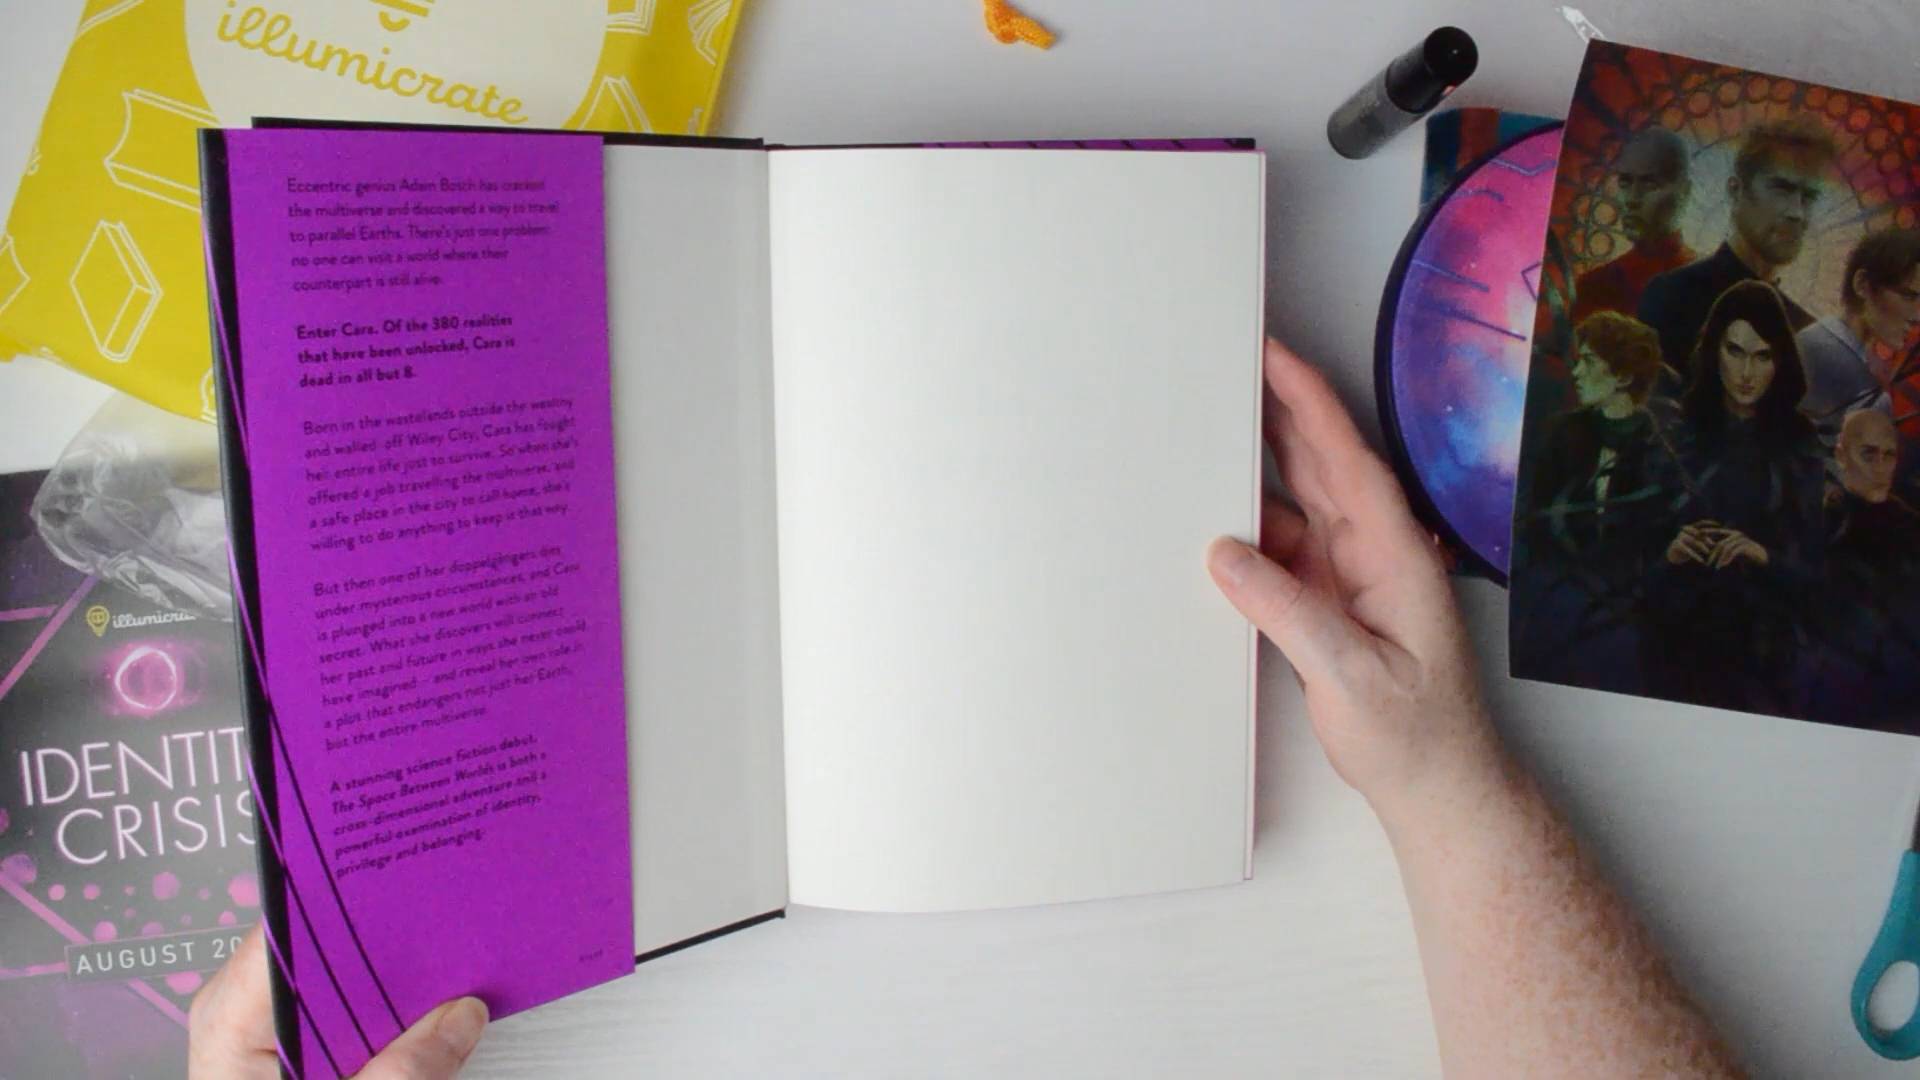 illumicrate
Eccentric genius Adam Bosch has cracked
the multiverse and discovered a way to travel
to parallel Earths. There's just one problem:
no one can visit a world where their
counterpart is still alive.
Enter Cara. Of the 380 realities
that have been unlocked, Cara is
dead in all but 8.
Born in the wastelands outside the wealthy
and walled-off Wiley City, Cara has fought
her entire life just to survive. So when she's
offered a job travelling the multiverse, and
a safe place in the city to call home, she's
willing to do anything to keep it that way.
But then one of her doppelgängers dies
under mysterious circumstances, and Cara
is plunged into a new world with an old
secret. What she discovers will connect
her past and future in ways she never could
have imagined – and reveal her own role in
a plot that endangers not just her Earth,
but the entire multiverse.
A stunning science fiction debut,
The Space Between Worlds is both a
cross-dimensional adventure and a
powerful examination of identity,
privilege and belonging.
illumicra
IDENTIT
CRISIS
AUGUST 20